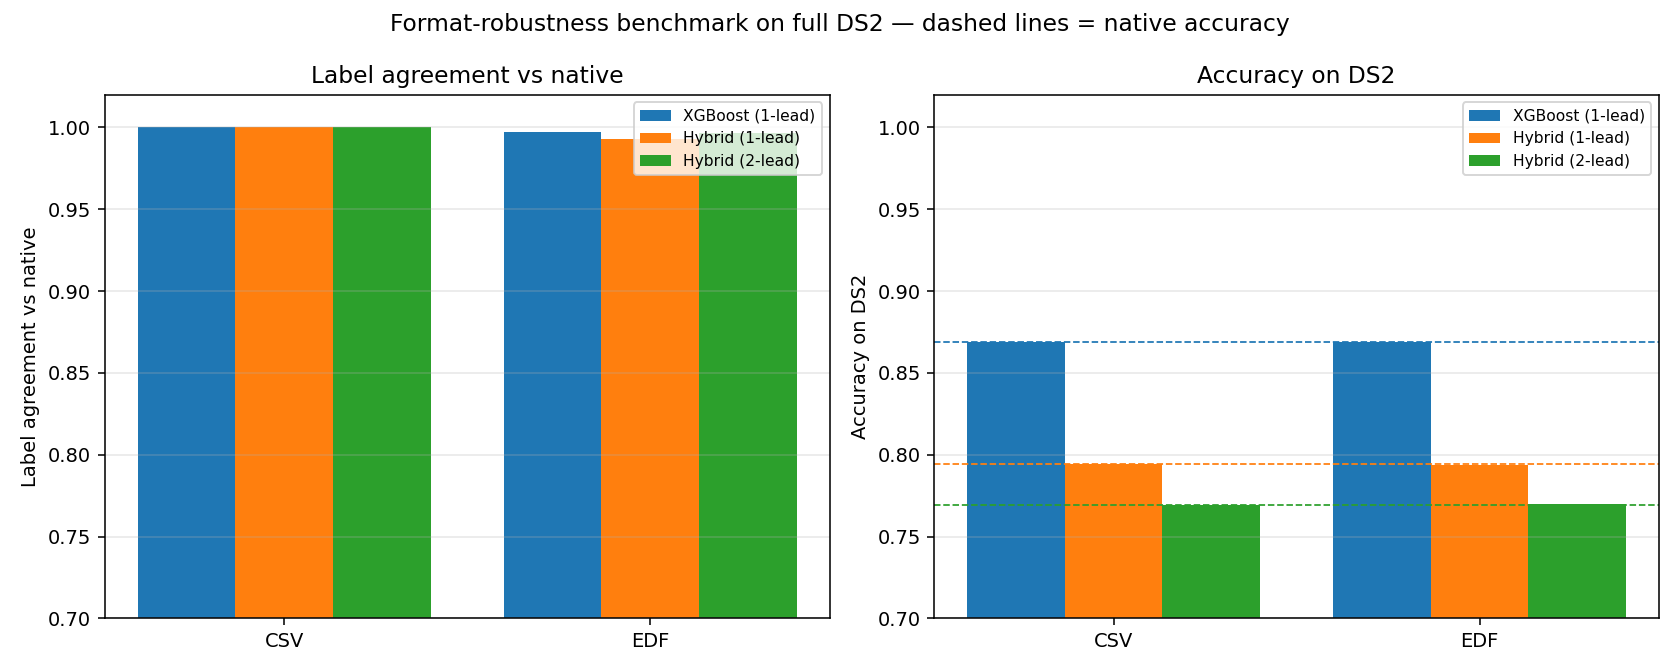 Format-robustness benchmark on full DS2 — dashed lines = native accuracy
Label agreement vs native
Label agreement vs native
1.00
0.95
0.90
0.85
0.80
0.75
0.70
CSV
EDF
XGBoost (1-lead)
Hybrid (1-lead)
Hybrid (2-lead)
Accuracy on DS2
Accuracy on DS2
1.00
0.95
0.90
0.85
0.80
0.75
0.70
CSV
EDF
XGBoost (1-lead)
Hybrid (1-lead)
Hybrid (2-lead)